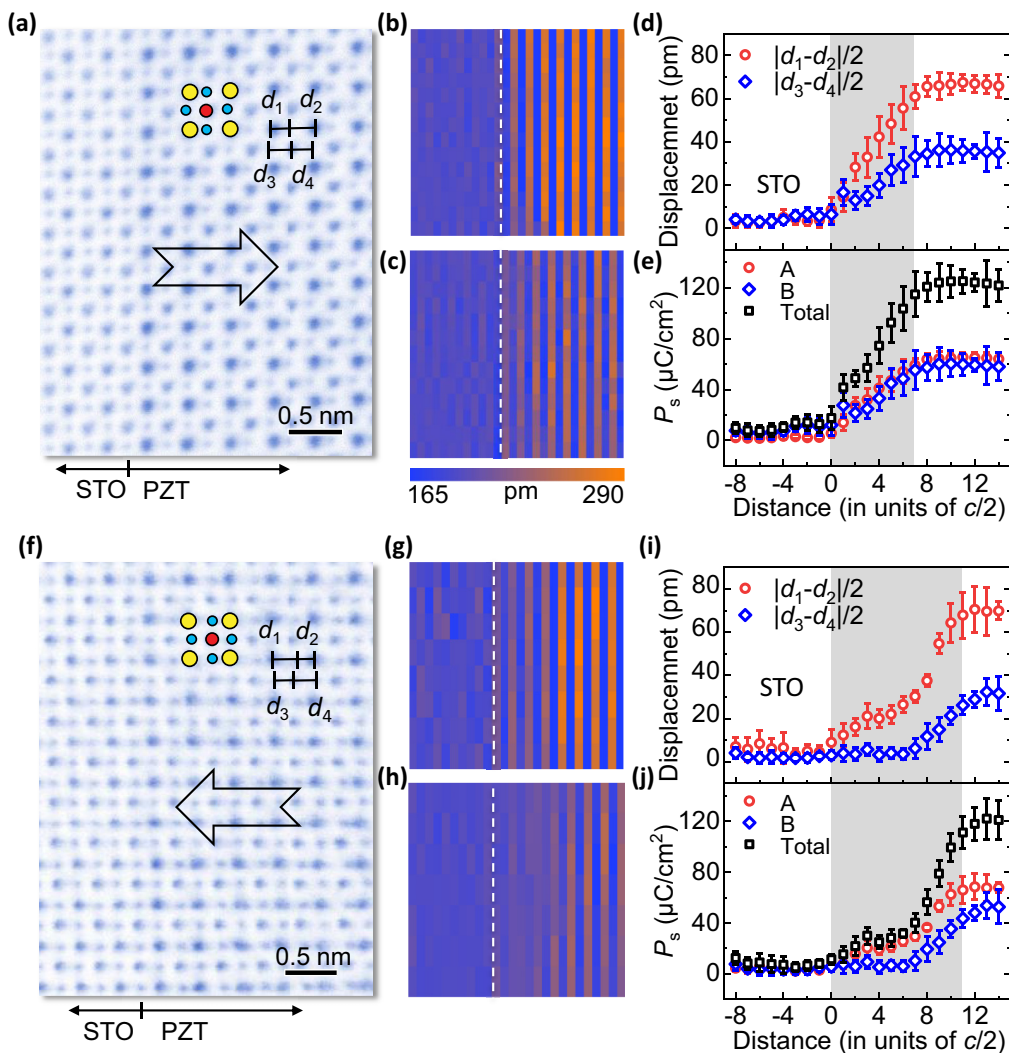 (a)
d1 d2
d3 d4
0.5 nm
STO PZT
(b)
(c)
165 pm 290
(d)
80
60
40
20
0
Displacemnet (pm)
|d1-d2|/2
|d3-d4|/2
STO
(e)
120
80
40
0
Ps (μC/cm²)
A
B
Total
-8 -4 0 4 8 12
Distance (in units of c/2)
(f)
d1 d2
d3 d4
0.5 nm
STO PZT
(g)
(h)
(i)
80
60
40
20
0
Displacemnet (pm)
|d1-d2|/2
|d3-d4|/2
STO
(j)
120
80
40
0
Ps (μC/cm²)
A
B
Total
-8 -4 0 4 8 12
Distance (in units of c/2)